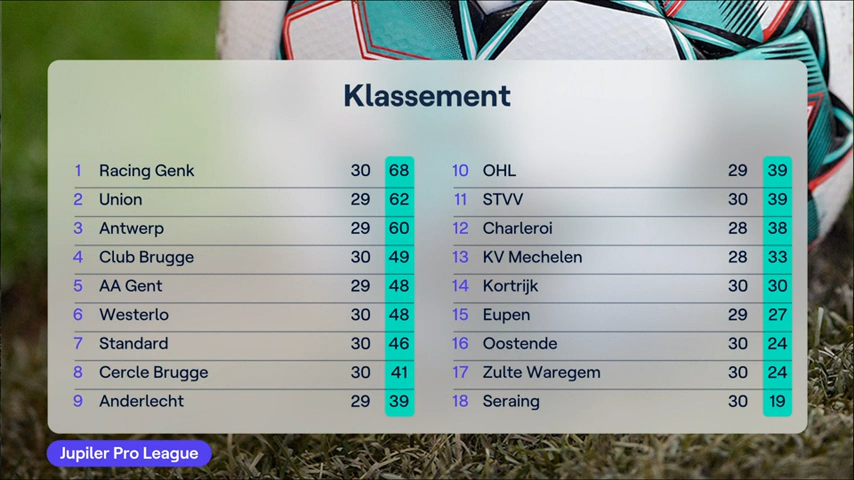 Klassement
1 Racing Genk 30 68
2 Union 29 62
3 Antwerp 29 60
4 Club Brugge 30 49
5 AA Gent 29 48
6 Westerlo 30 48
7 Standard 30 46
8 Cercle Brugge 30 41
9 Anderlecht 29 39
10 OHL 29 39
11 STVV 30 39
12 Charleroi 28 38
13 KV Mechelen 28 33
14 Kortrijk 30 30
15 Eupen 29 27
16 Oostende 30 24
17 Zulte Waregem 30 24
18 Seraing 30 19
Jupiler Pro League